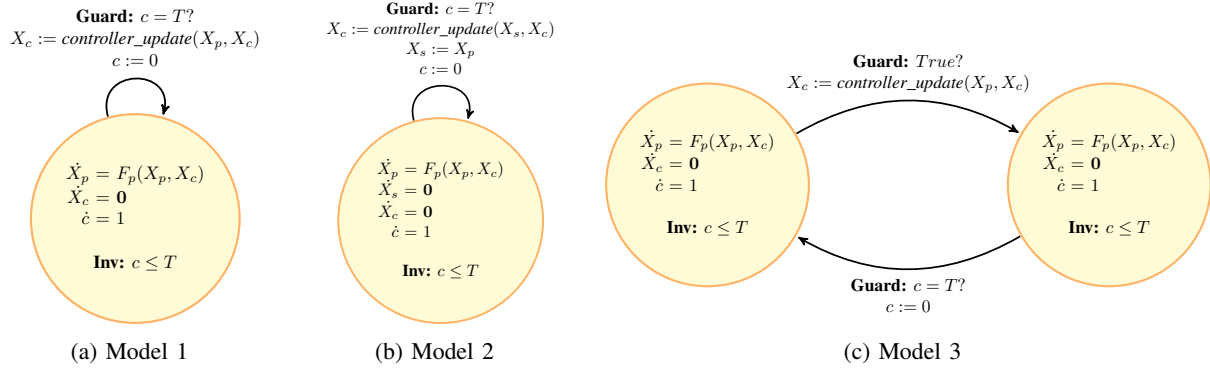 Guard: c = T?
X_c := controller_update(X_p, X_c)
c := 0
Ẋ_p = F_p(X_p, X_c)
Ẋ_c = 0
ċ = 1
Inv: c ≤ T
(a) Model 1
Guard: c = T?
X_c := controller_update(X_s, X_c)
X_s := X_p
c := 0
Ẋ_p = F_p(X_p, X_c)
Ẋ_s = 0
Ẋ_c = 0
ċ = 1
Inv: c ≤ T
(b) Model 2
Guard: True?
X_c := controller_update(X_p, X_c)
Ẋ_p = F_p(X_p, X_c)
Ẋ_c = 0
ċ = 1
Inv: c ≤ T
Ẋ_p = F_p(X_p, X_c)
Ẋ_c = 0
ċ = 1
Inv: c ≤ T
Guard: c = T?
c := 0
(c) Model 3